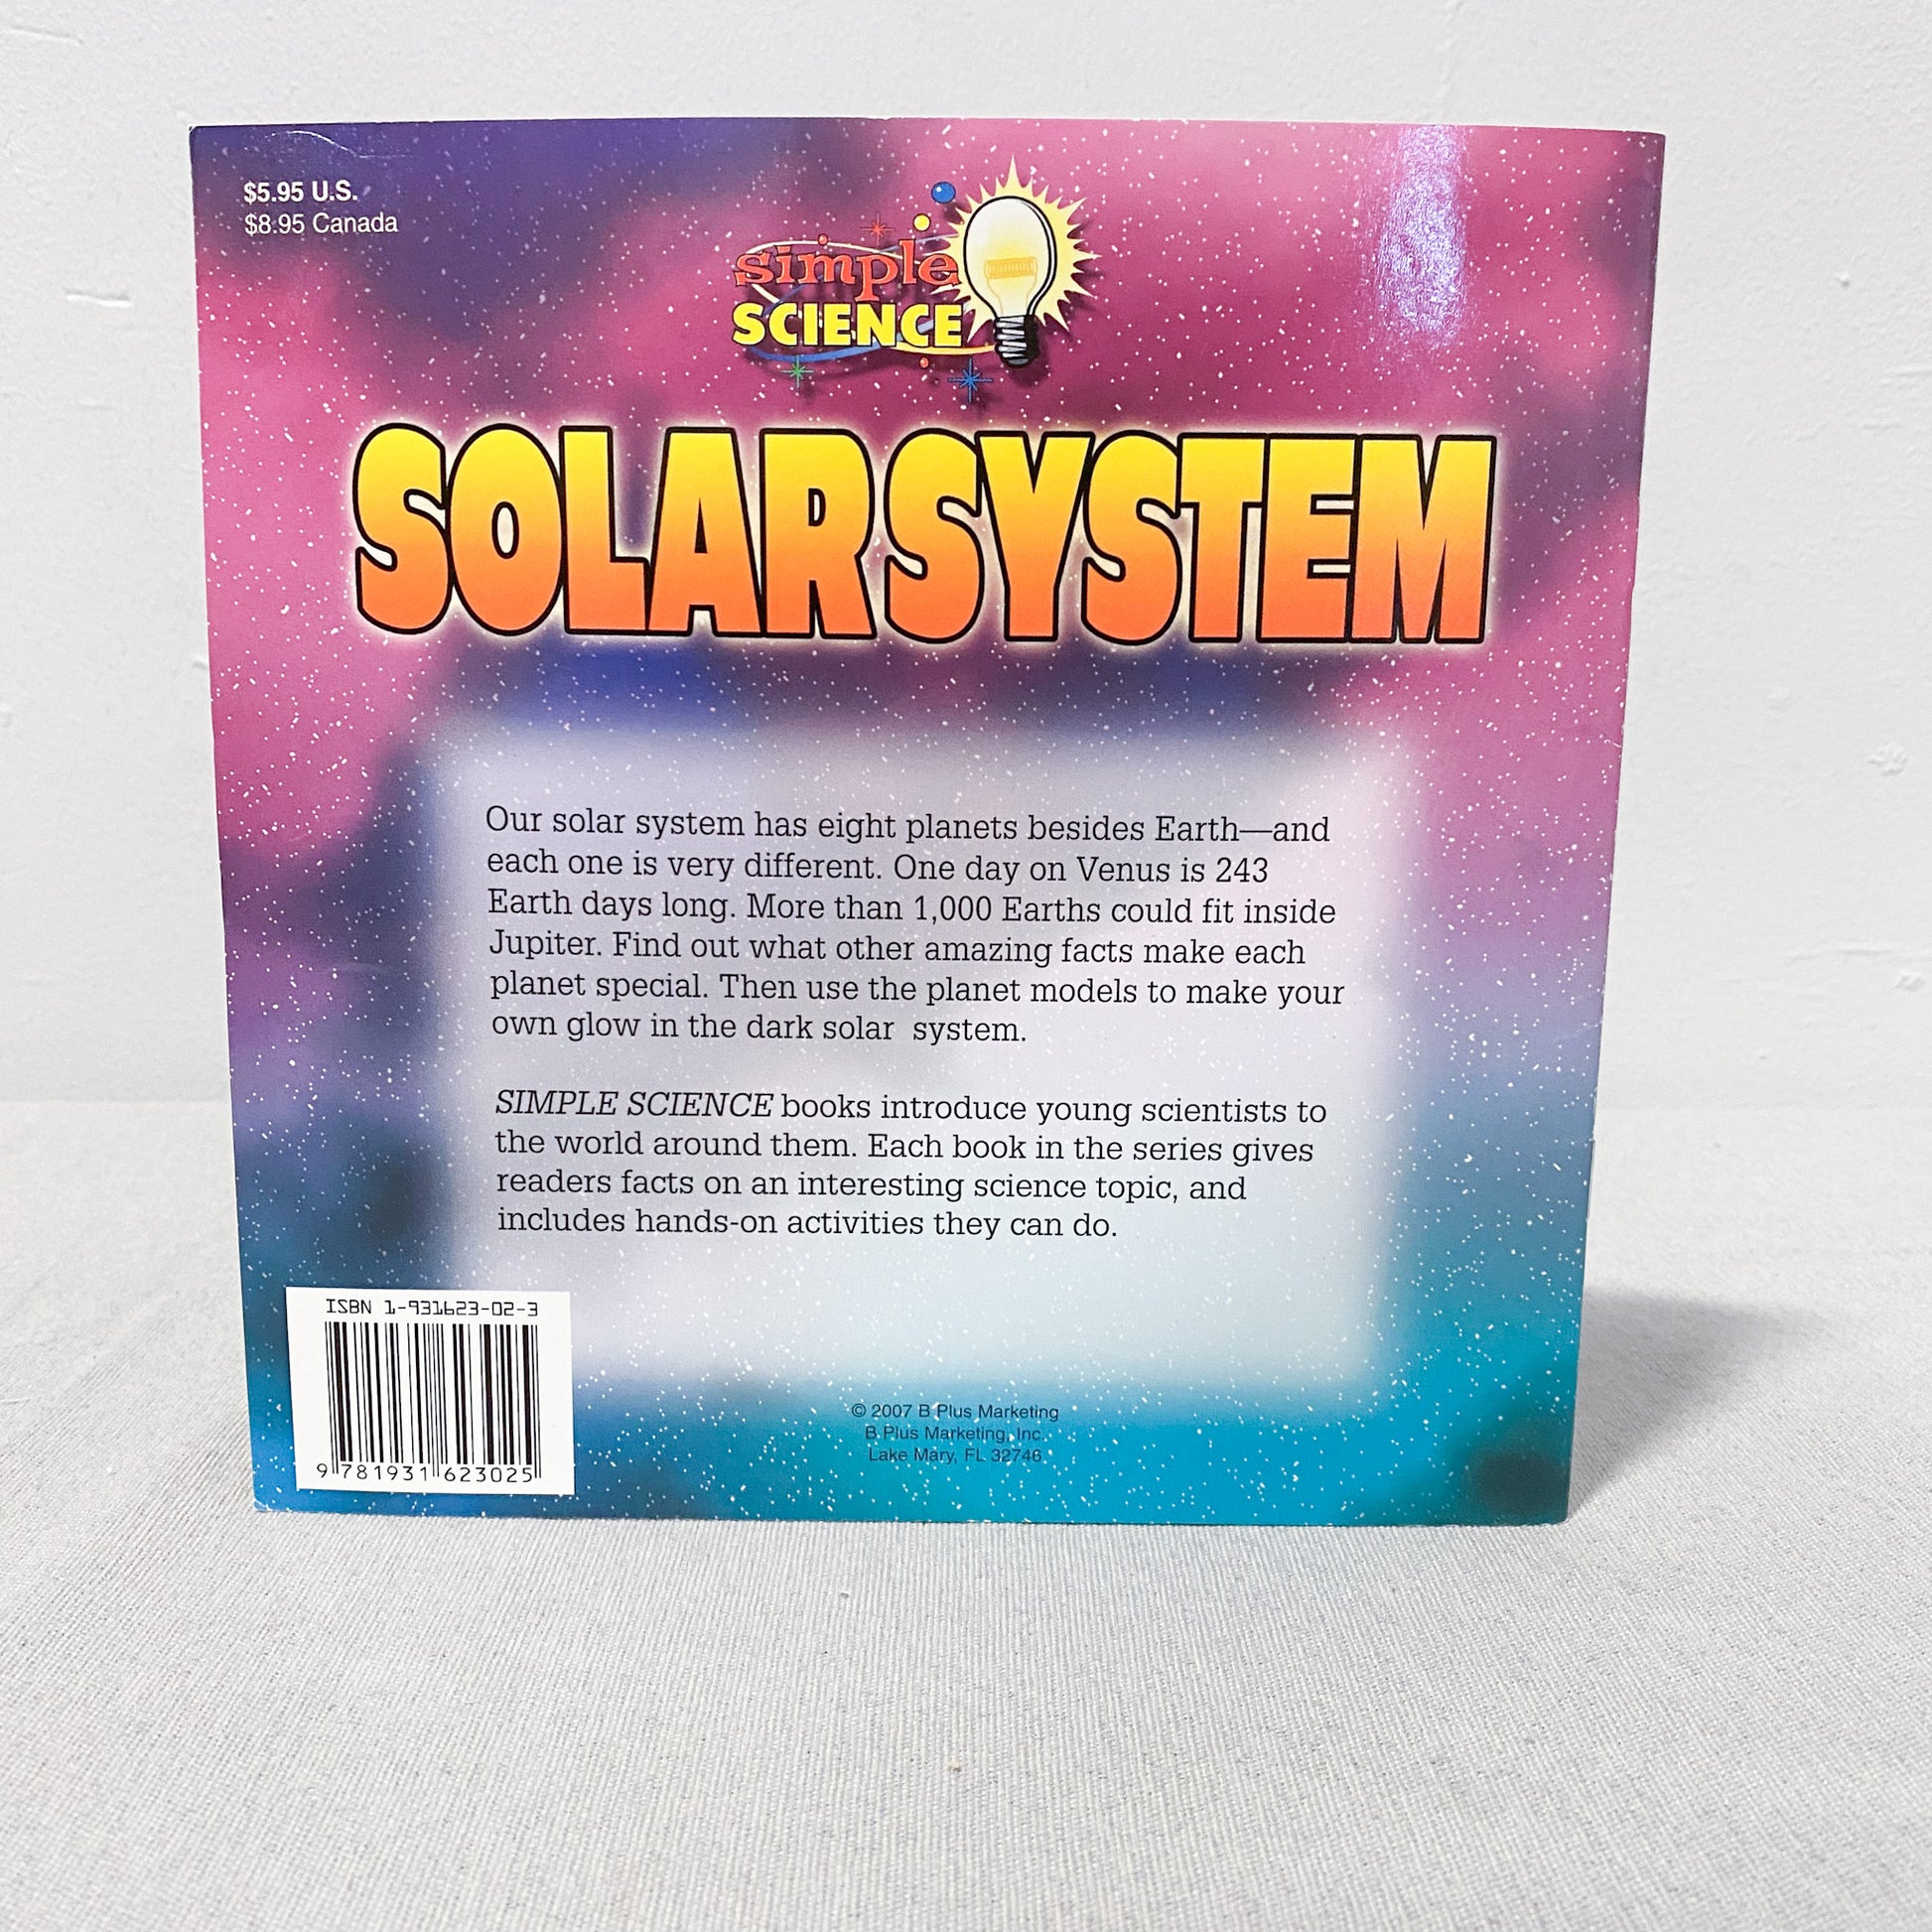 $5.95 U.S.
$8.95 Canada
simple
SCIENCE
SOLAR SYSTEM
Our solar system has eight planets besides Earth—and
each one is very different. One day on Venus is 243
Earth days long. More than 1,000 Earths could fit inside
Jupiter. Find out what other amazing facts make each
planet special. Then use the planet models to make your
own glow in the dark solar system.
SIMPLE SCIENCE books introduce young scientists to
the world around them. Each book in the series gives
readers facts on an interesting science topic, and
includes hands-on activities they can do.
ISBN 1-931623-02-3
9 781931 623025
© 2007 B Plus Marketing
B Plus Marketing, Inc.
Lake Mary, FL 32746